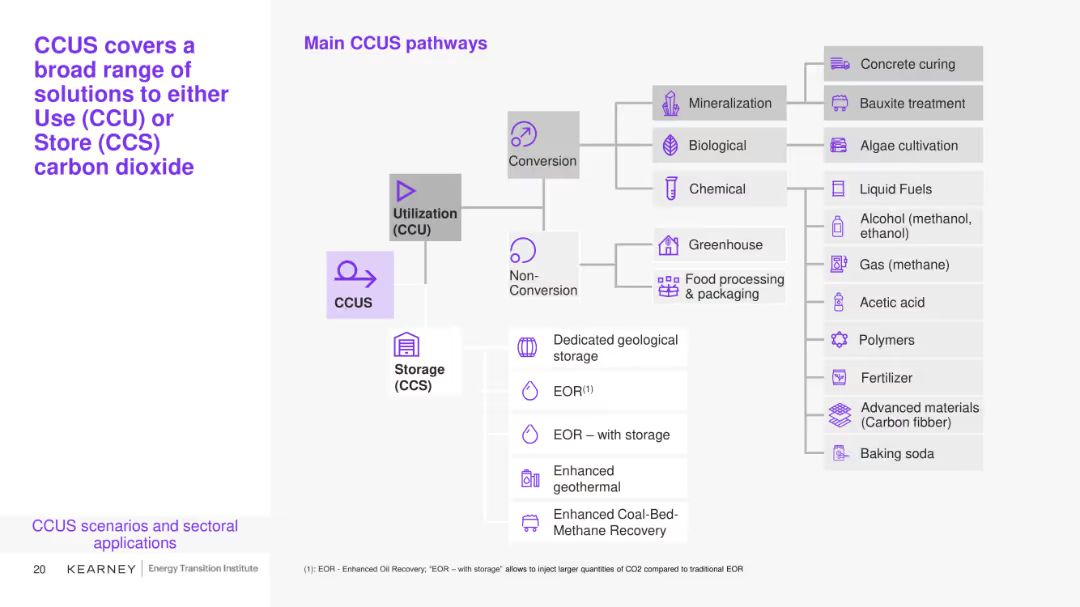 CCUS covers a
broad range of
solutions to either
Use (CCU) or
Store (CCS)
carbon dioxide
Main CCUS pathways
CCUS
Utilization
(CCU)
Storage
(CCS)
Conversion
Non-
Conversion
Mineralization
Biological
Chemical
Greenhouse
Food processing
& packaging
Concrete curing
Bauxite treatment
Algae cultivation
Liquid Fuels
Alcohol (methanol,
ethanol)
Gas (methane)
Acetic acid
Polymers
Fertilizer
Advanced materials
(Carbon fibber)
Baking soda
Dedicated geological
storage
EOR(1)
EOR – with storage
Enhanced
geothermal
Enhanced Coal-Bed-
Methane Recovery
CCUS scenarios and sectoral
applications
20 KEARNEY Energy Transition Institute
(1): EOR - Enhanced Oil Recovery; “EOR – with storage” allows to inject larger quantities of CO2 compared to traditional EOR